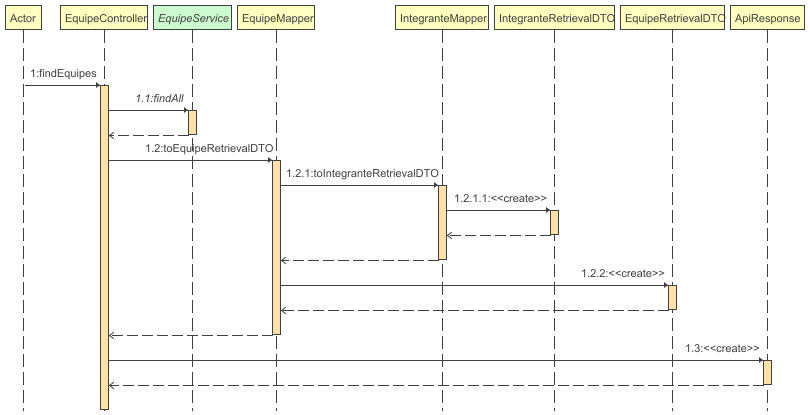 Actor
EquipeController
EquipeService
EquipeMapper
IntegranteMapper
IntegranteRetrievalDTO
EquipeRetrievalDTO
ApiResponse
1:findEquipes
1.1:findAll
1.2:toEquipeRetrievalDTO
1.2.1:toIntegranteRetrievalDTO
1.2.1.1:<<create>>
1.2.2:<<create>>
1.3:<<create>>